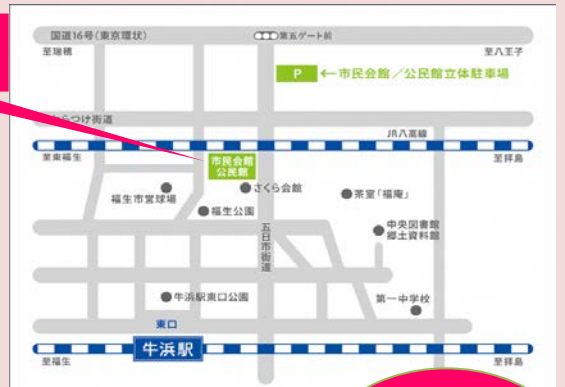 国道16号(東京環状)
第五ゲート前
至瑞穂
至八王子
P ←市民会館／公民館立体駐車場
らつけ街道
JR八高線
至東福生
至拝島
市民会館
公民館
さくら会館
福生市営球場
茶室「福庵」
福生公園
五日市街道
中央図書館
郷土資料館
牛浜駅東口公園
第一中学校
東口
牛浜駅
至福生
至拝島